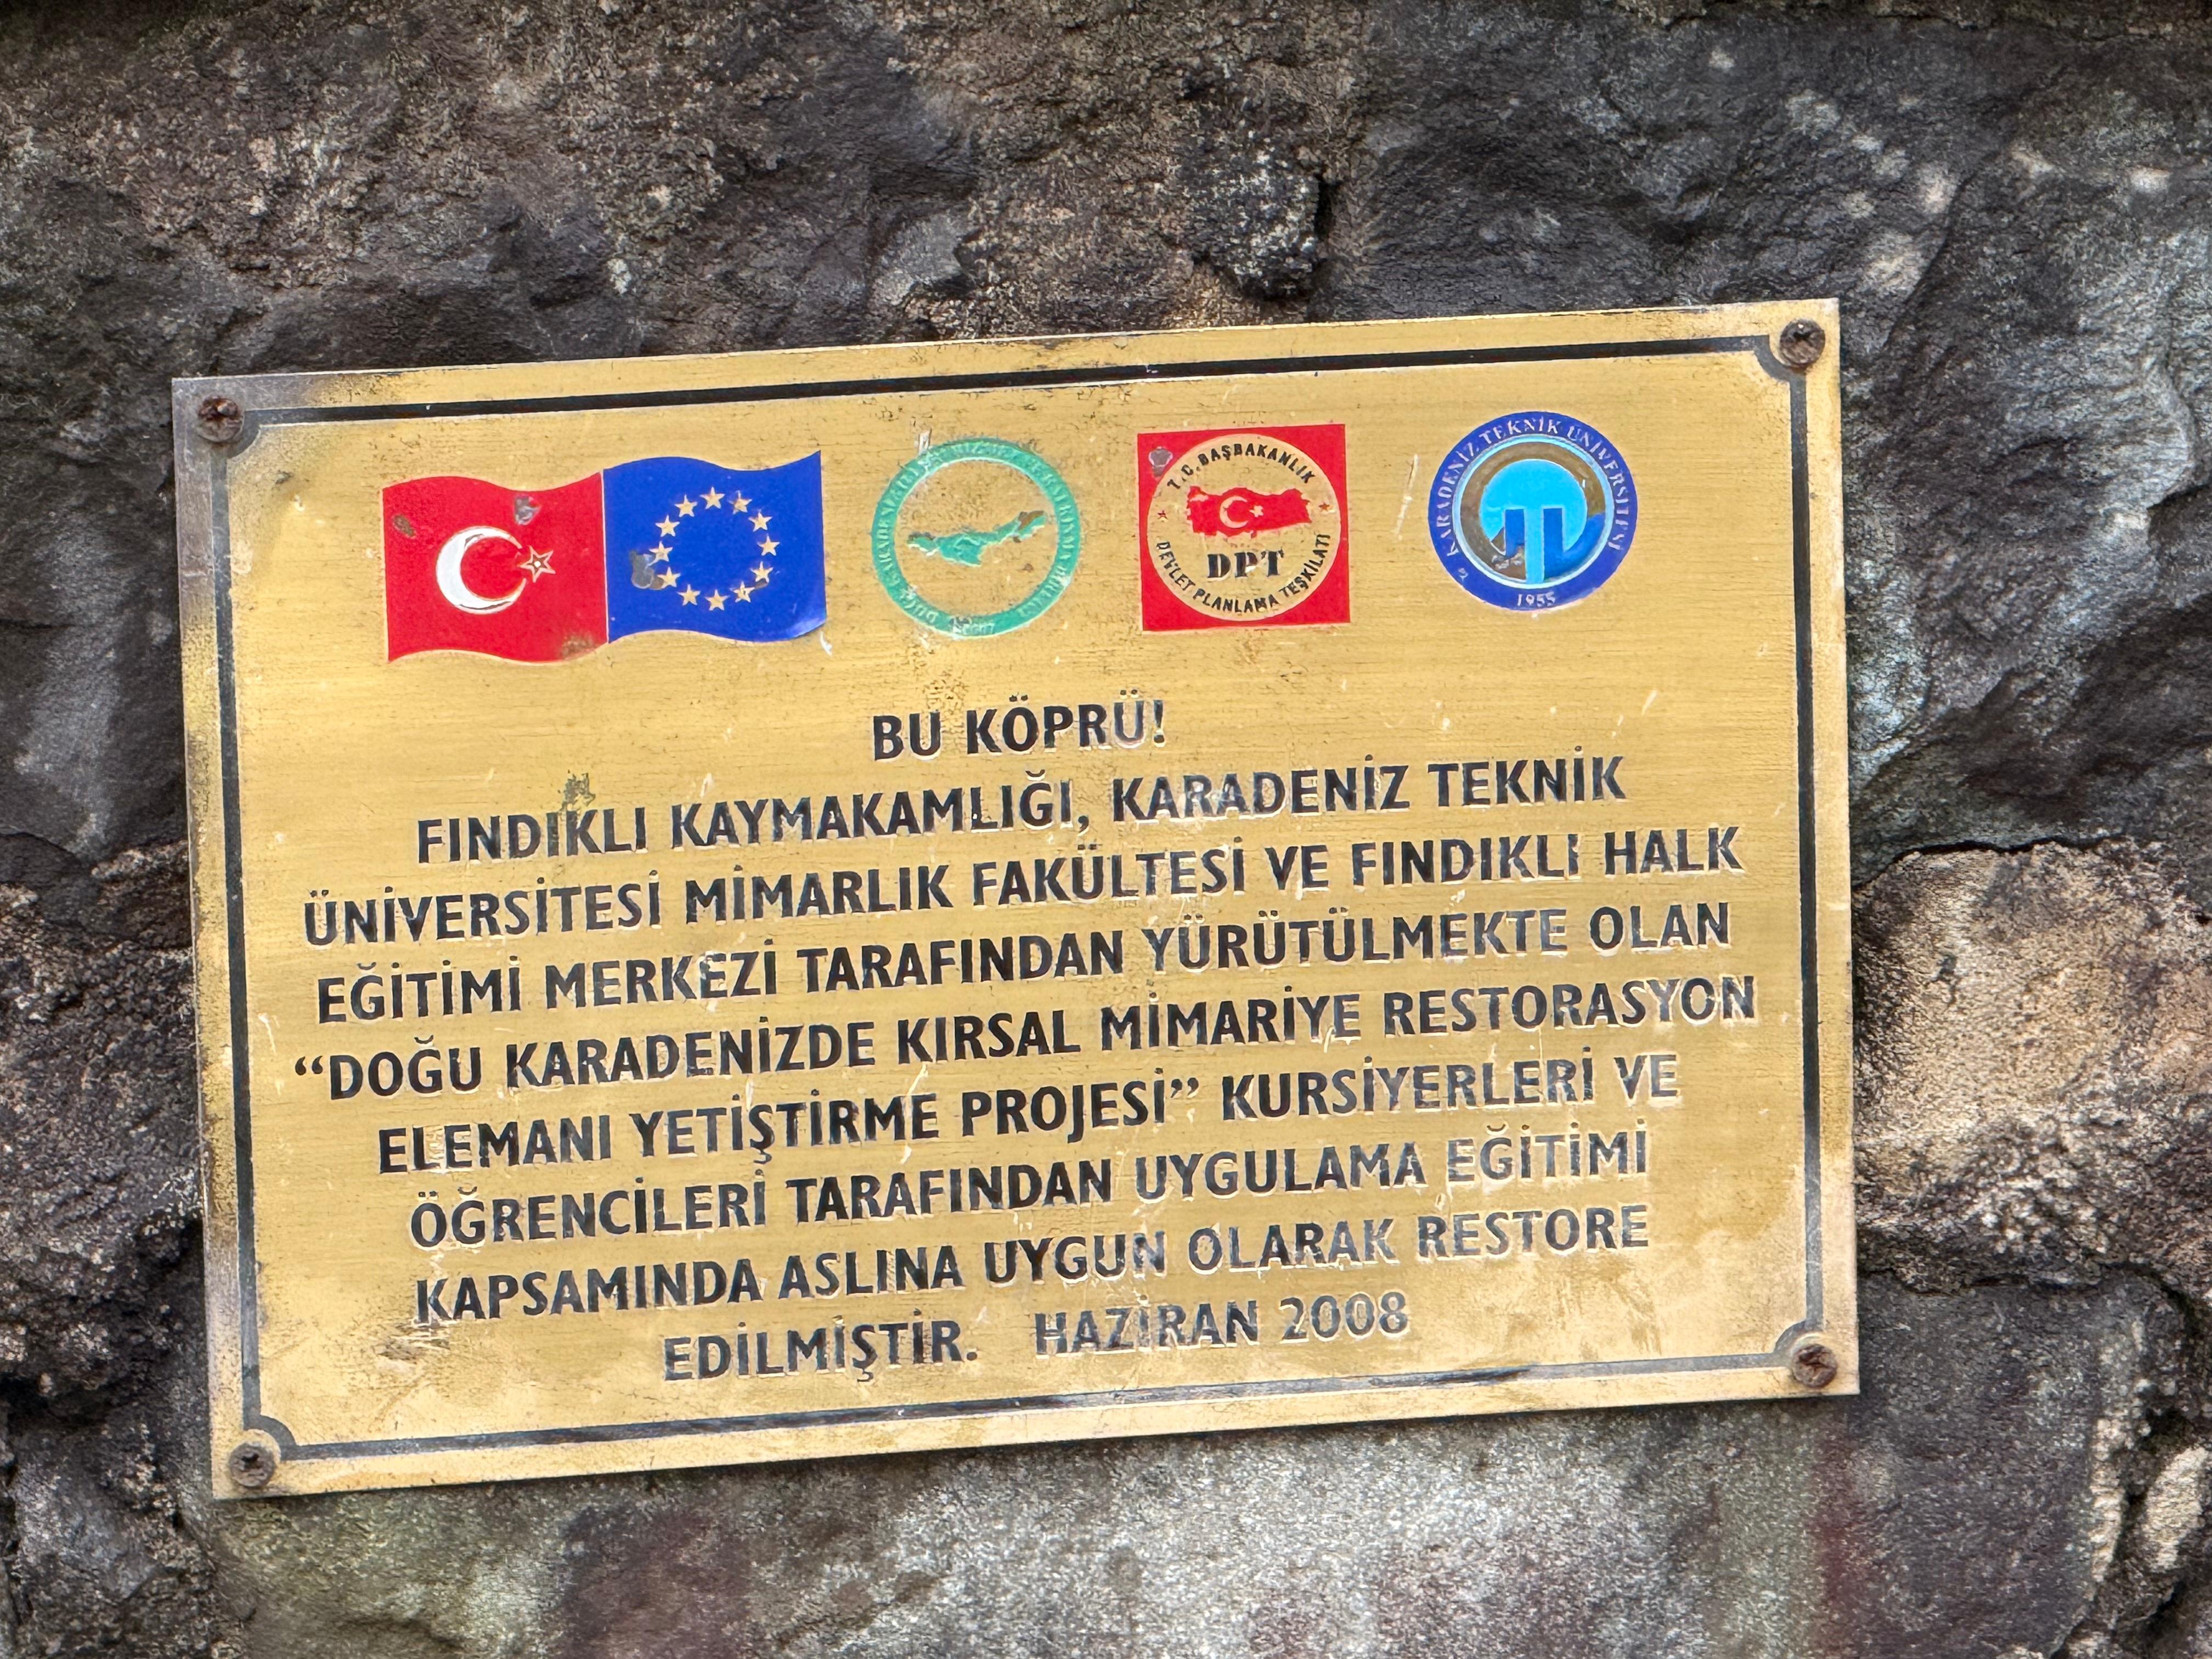 T.C. BAŞBAKANLIK
DPT
DEVLET PLANLAMA TEŞKİLATI
KARADENİZ TEKNİK ÜNİVERSİTESİ
1955
BU KÖPRÜ!
FINDIKLI KAYMAKAMLIĞI, KARADENİZ TEKNİK
ÜNİVERSİTESİ MİMARLIK FAKÜLTESİ VE FINDIKLI HALK
EĞİTİMİ MERKEZİ TARAFINDAN YÜRÜTÜLMEKTE OLAN
“DOĞU KARADENİZDE KIRSAL MİMARİYE RESTORASYON
ELEMANI YETİŞTİRME PROJESİ” KURSİYERLERİ VE
ÖĞRENCİLERİ TARAFINDAN UYGULAMA EĞİTİMİ
KAPSAMINDA ASLINA UYGUN OLARAK RESTORE
EDİLMİŞTİR. HAZİRAN 2008